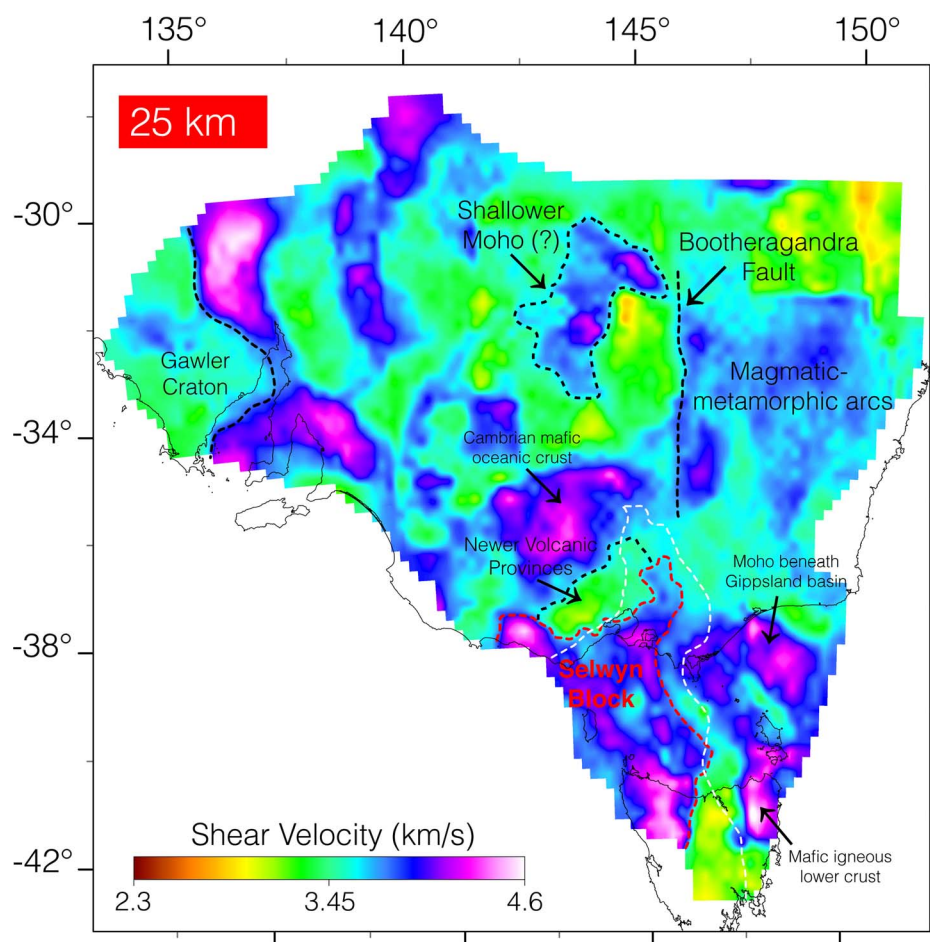 135° 140° 145° 150°
25 km
-30°
-34°
-38°
-42°
Shallower
Moho (?)
Bootheragandra
Fault
Gawler
Craton
Magmatic-
metamorphic arcs
Cambrian mafic
oceanic crust
Newer Volcanic
Provinces
Moho beneath
Gippsland basin
Selwyn
Block
Mafic igneous
lower crust
Shear Velocity (km/s)
2.3 3.45 4.6